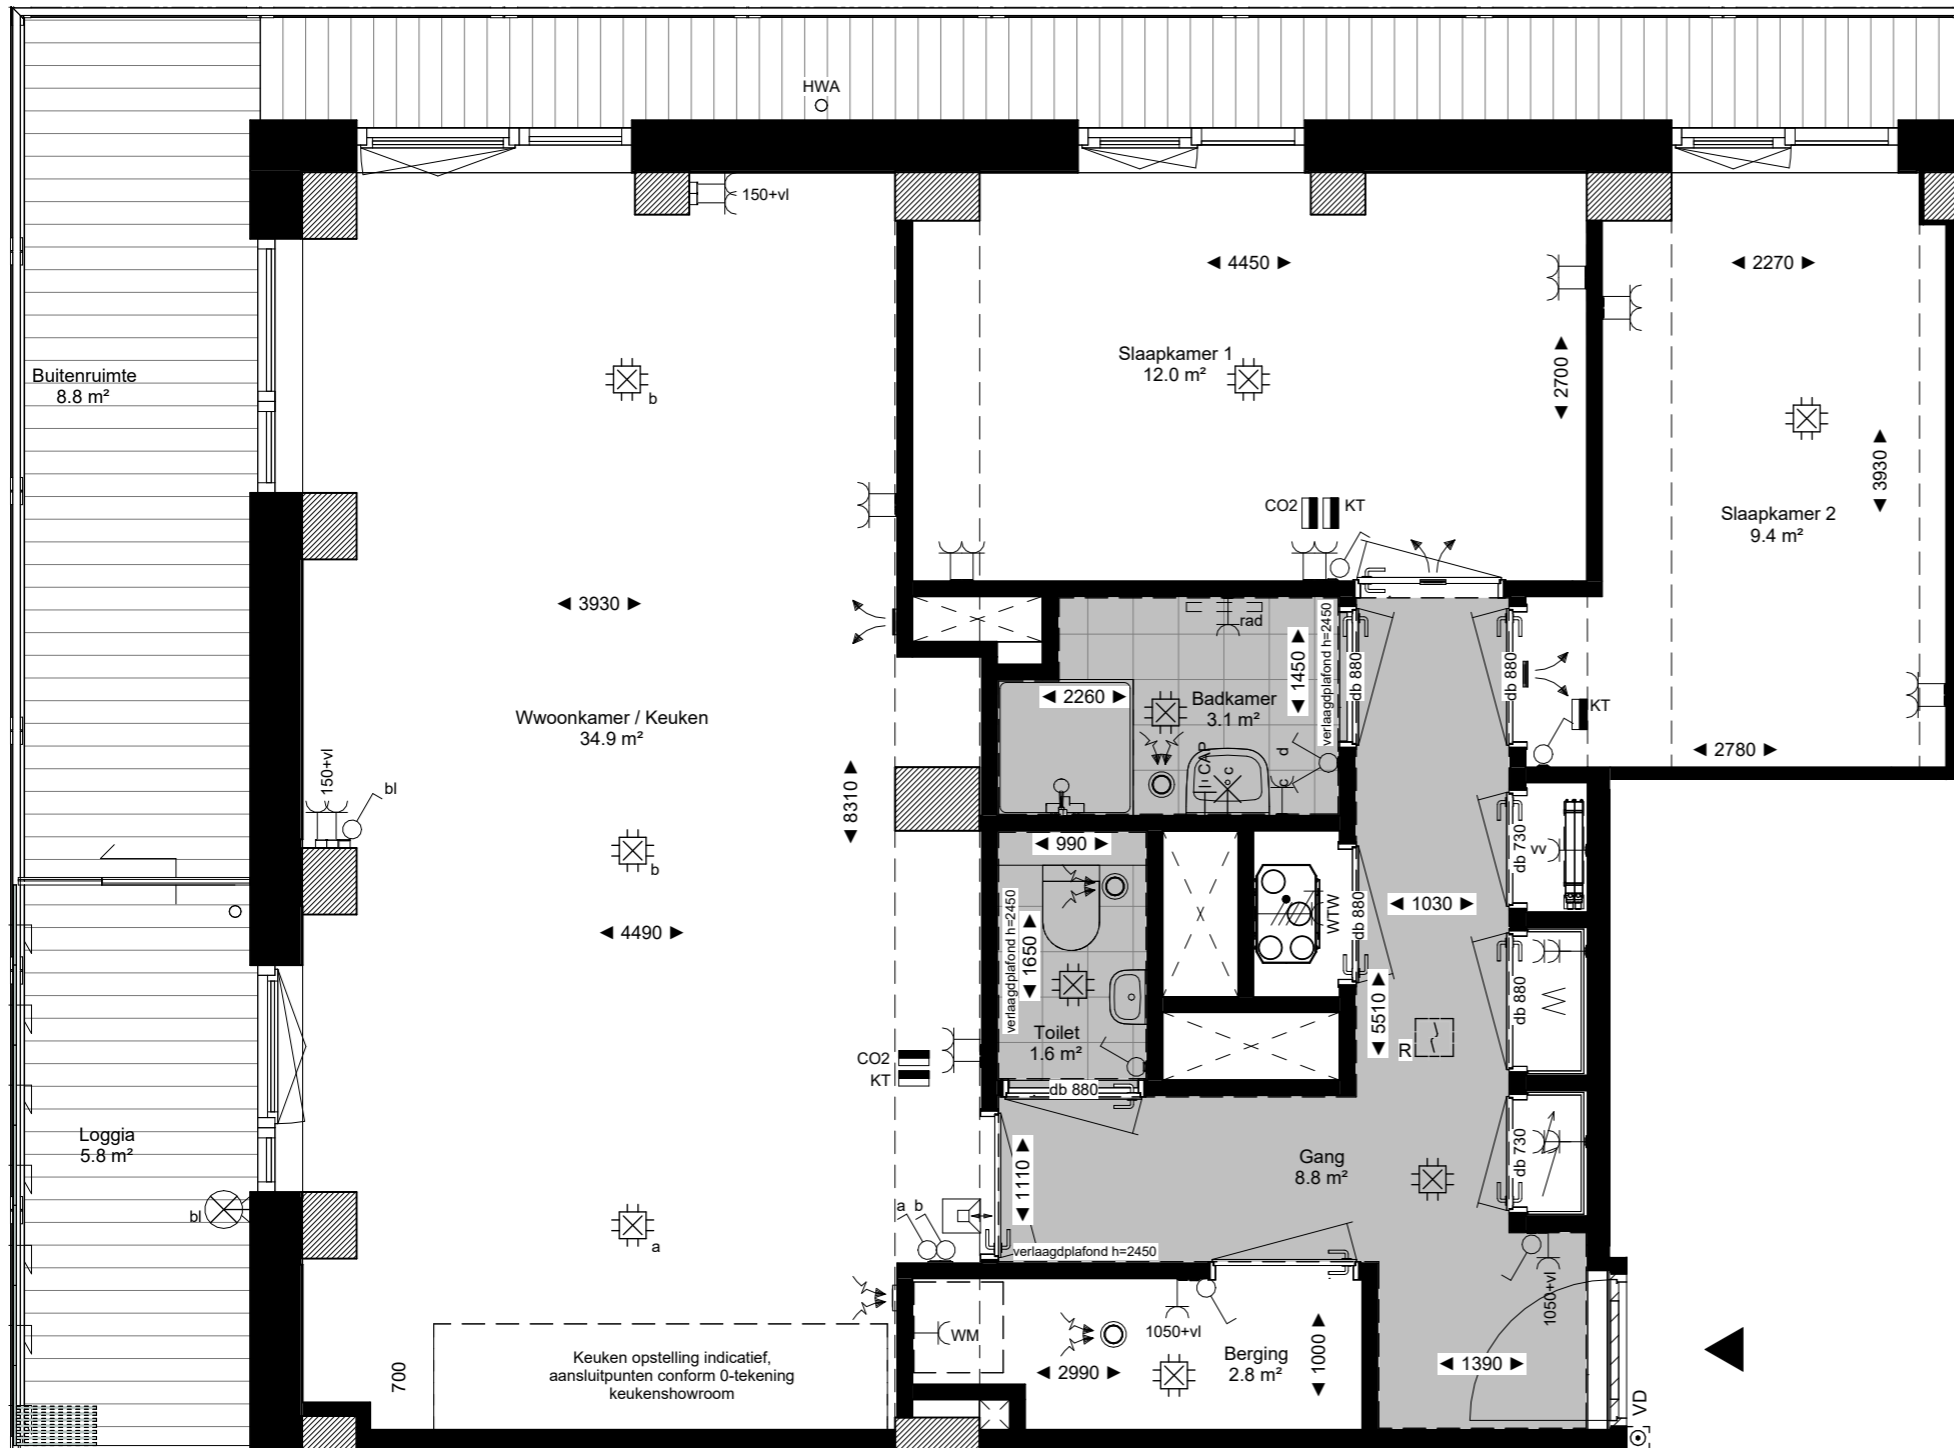 HWA
150+vl
◄ 4450 ►
◄ 2270 ►
Buitenruimte
8.8 m²
b
Slaapkamer 1
12.0 m²
◄ 2700 ►
◄ 3930 ►
Slaapkamer 2
9.4 m²
CO2
KT
◄ 3930 ►
rad
verlaagdplafond h=2450
◄ 1450 ►
db 880
db 880
◄ 2260 ►
Badkamer
3.1 m²
KT
Wwoonkamer / Keuken
34.9 m²
◄ 2780 ►
CAP
c
d
c
150+vl
bl
◄ 8310 ►
◄ 990 ►
b
vv
db 730
verlaagdplafond h=2450
◄ 1650 ►
WTW
db 880
◄ 1030 ►
◄ 4490 ►
W
db 880
◄ 5510 ►
R
Toilet
1.6 m²
CO2
KT
db 880
Loggia
5.8 m²
◄ 1110 ►
Gang
8.8 m²
db 730
bl
a b
a
verlaagdplafond h=2450
WM
1050+vl
1050+vl
Berging
2.8 m²
◄ 1000 ►
◄ 2990 ►
◄ 1390 ►
700
Keuken opstelling indicatief,
aansluitpunten conform 0-tekening
keukenshowroom
VD